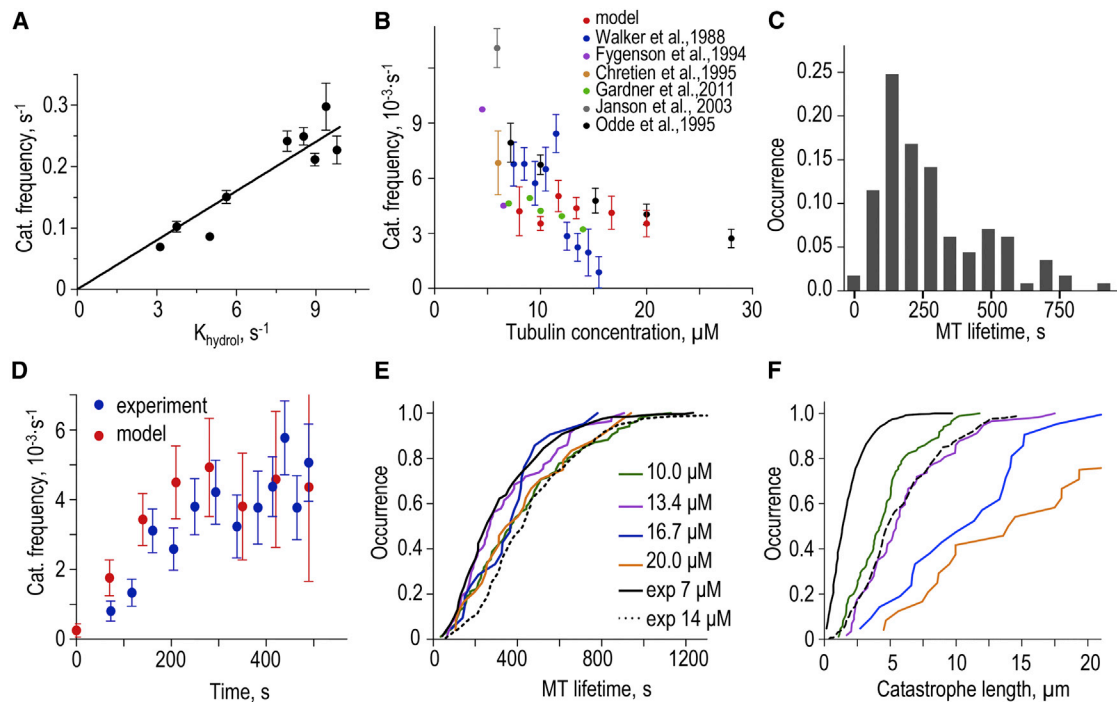 A
Cat. frequency, s-1
0.3
0.2
0.1
0
0 3 6 9
Khydrol, s-1
B
Cat. frequency, 10-3·s-1
9
6
3
0
0 10 20 30
Tubulin concentration, μM
model
Walker et al.,1988
Fygenson et al.,1994
Chretien et al.,1995
Gardner et al.,2011
Janson et al., 2003
Odde et al.,1995
C
Occurrence
0.25
0.20
0.15
0.10
0.05
0.0
0 250 500 750
MT lifetime, s
D
Cat. frequency, 10-3·s-1
6
4
2
0
0 200 400
Time, s
experiment
model
E
Occurrence
1.0
0.8
0.6
0.4
0.2
0
0 400 800 1200
MT lifetime, s
10.0 μM
13.4 μM
16.7 μM
20.0 μM
exp 7 μM
exp 14 μM
F
Occurrence
1.0
0.8
0.6
0.4
0.2
0
0 5 10 15 20
Catastrophe length, μm